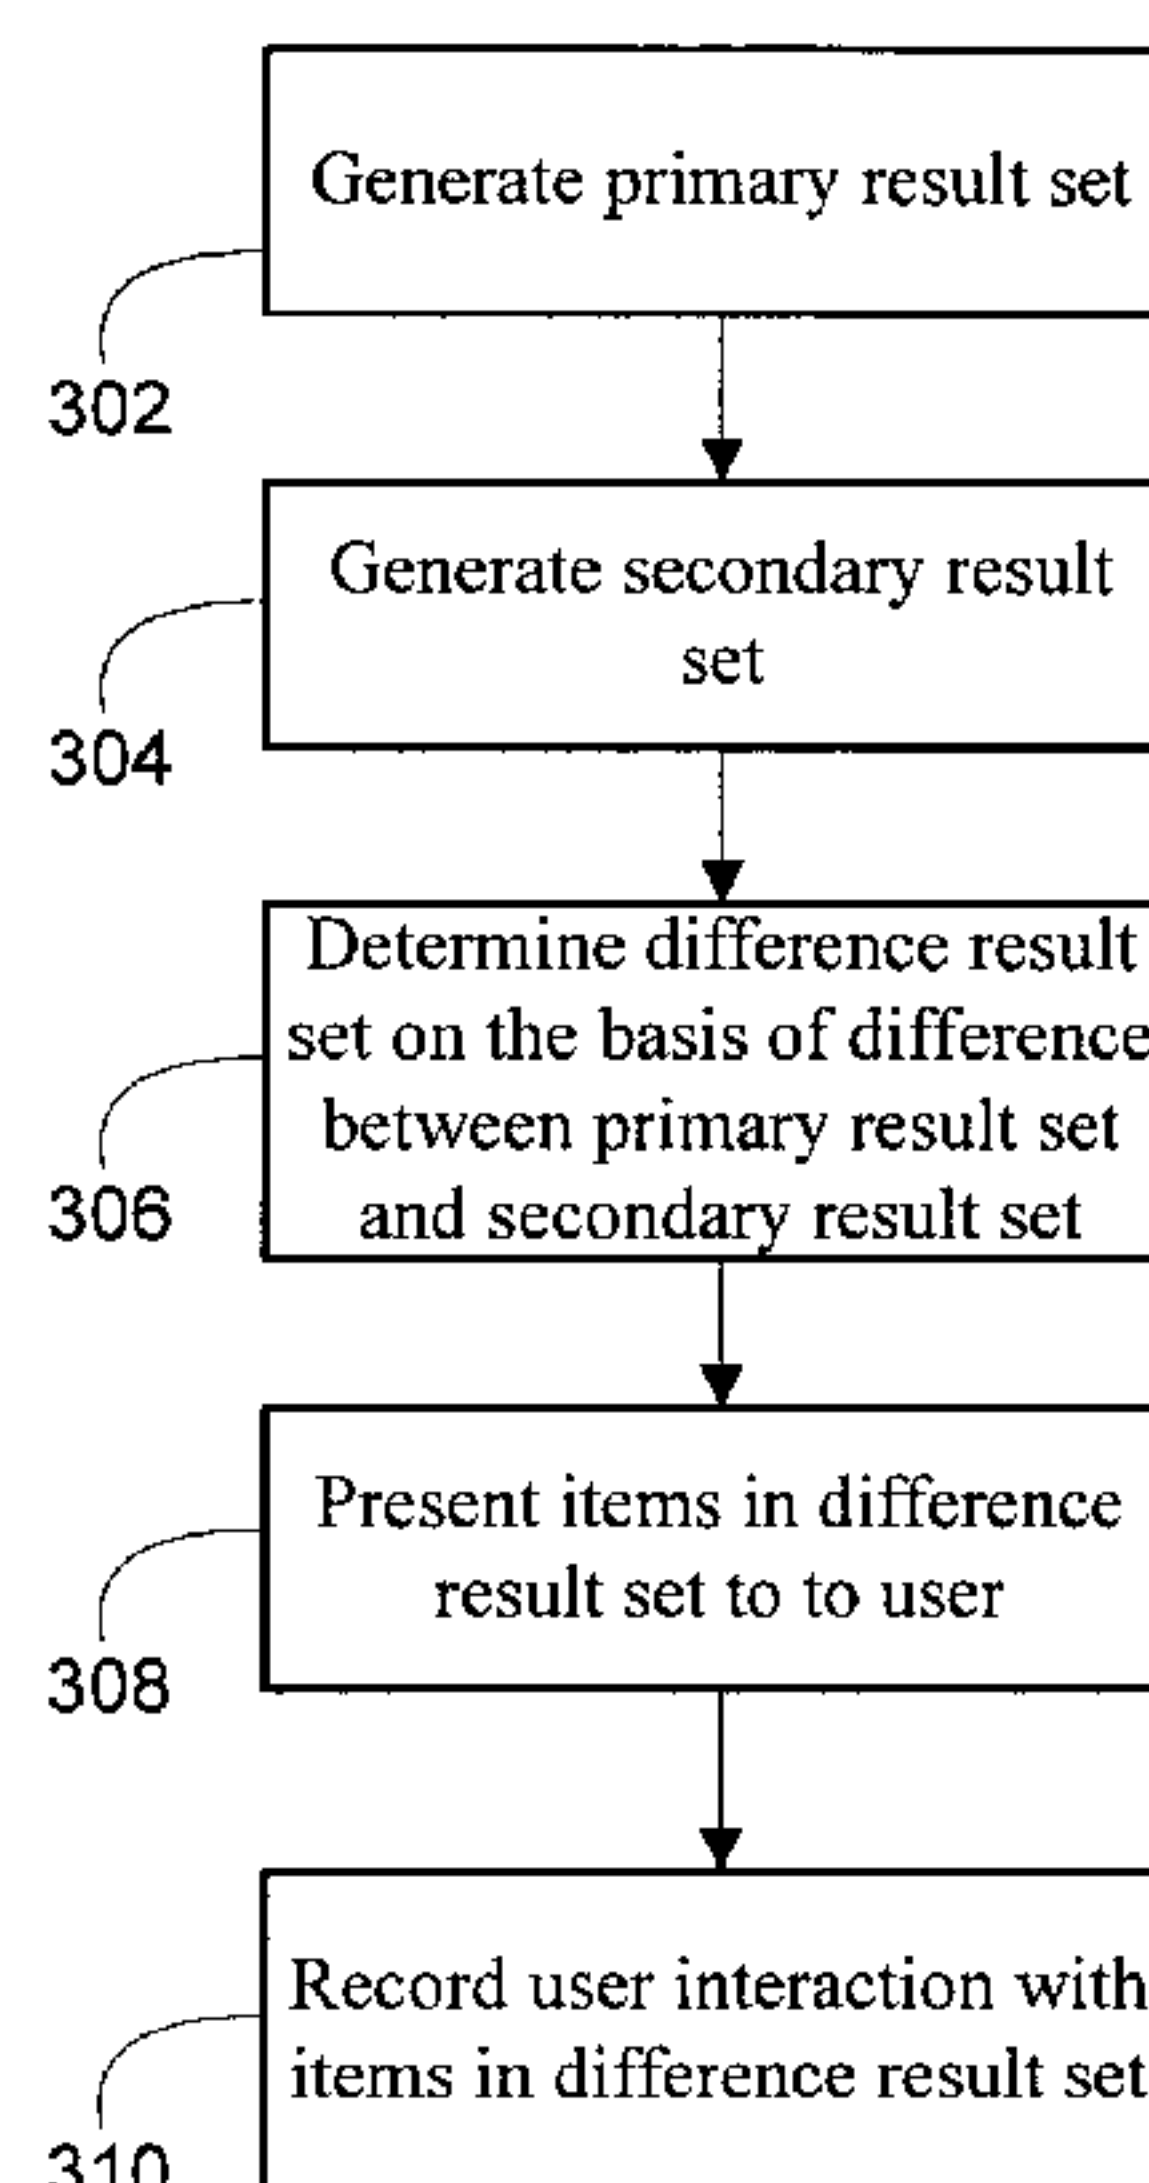 Generate primary result set
302
Generate secondary result
set
304
Determine difference result
set on the basis of difference
between primary result set
and secondary result set
306
Present items in difference
result set to to user
308
Record user interaction with
items in difference result set
310